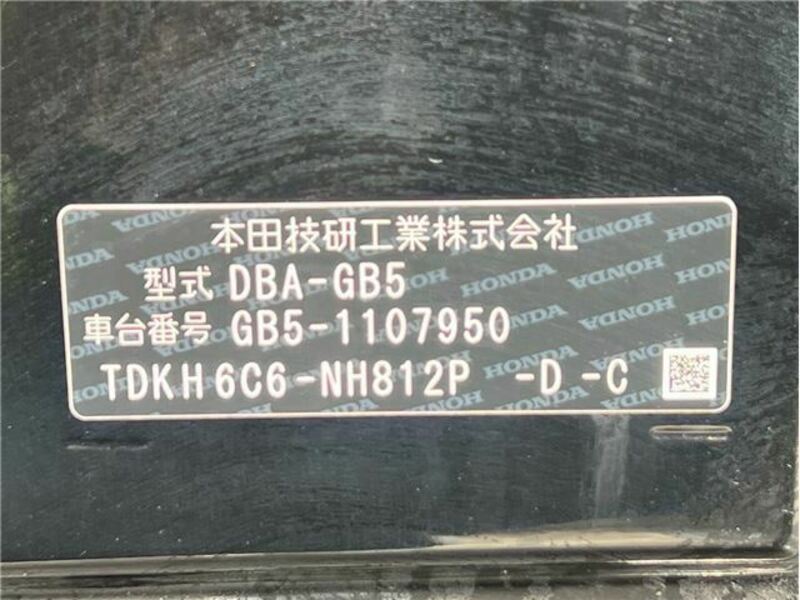 本田技研工業株式会社
型式 DBA-GB5
車台番号 GB5-1107950
TDKH6C6-NH812P -D -C